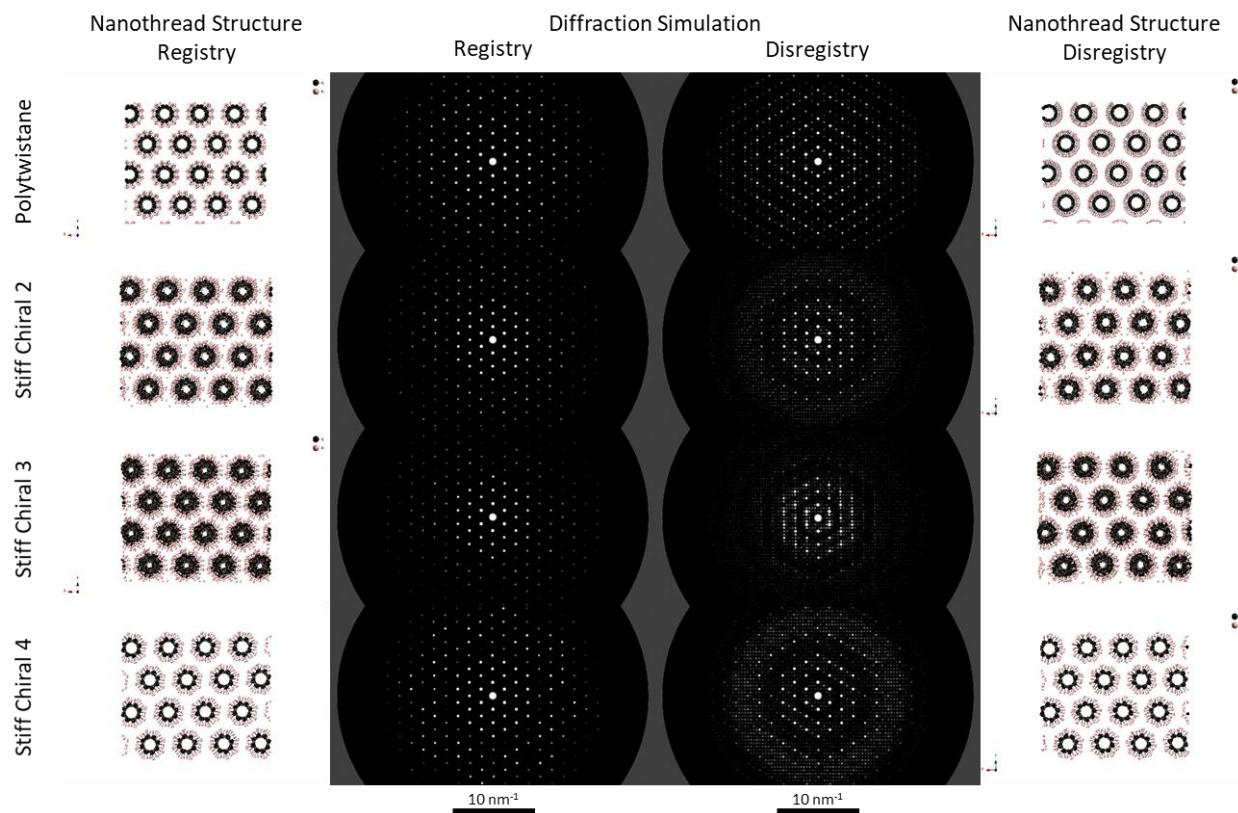 Nanothread Structure
Registry
Diffraction Simulation
Registry
Disregistry
Nanothread Structure
Disregistry
Polytwistane
Stiff Chiral 2
Stiff Chiral 3
Stiff Chiral 4
10 nm⁻¹
10 nm⁻¹